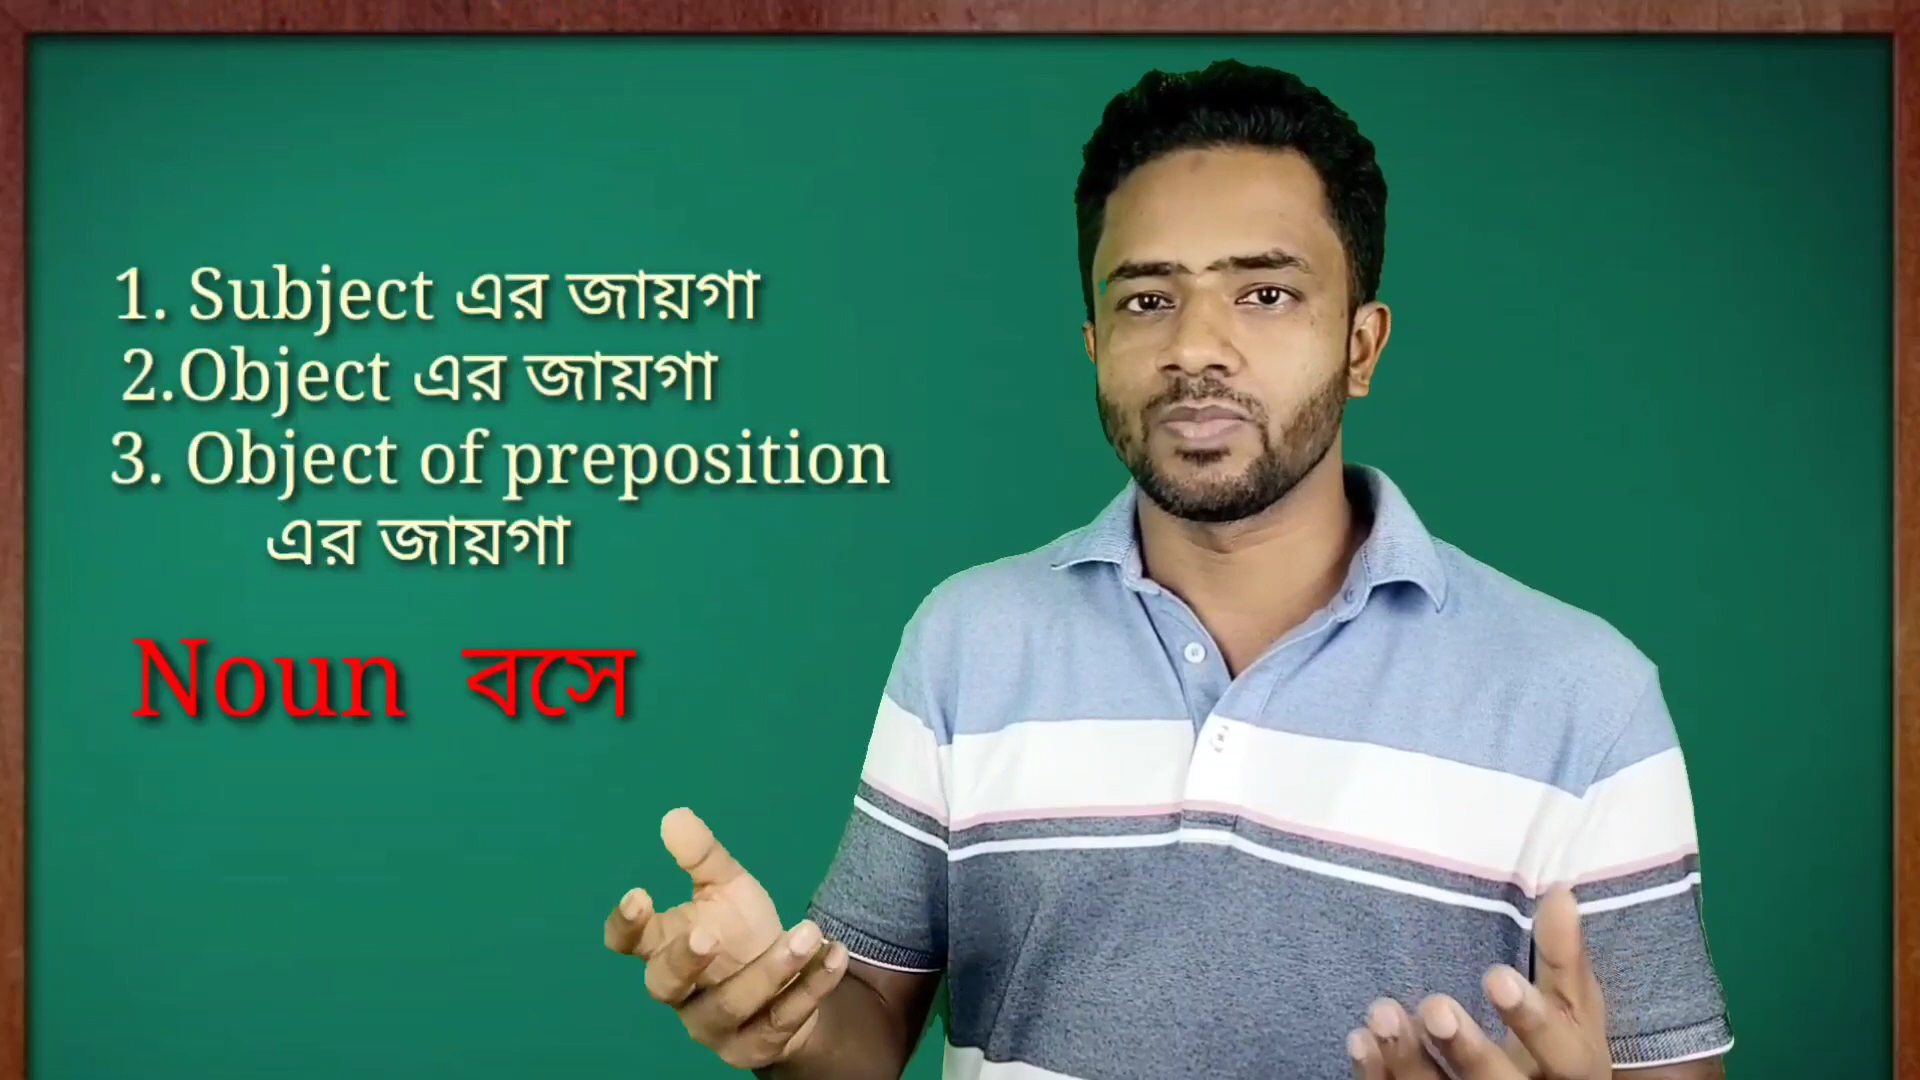 1. Subject এর জায়গা
2.Object এর জায়গা
3. Object of preposition
এর জায়গা
Noun বসে